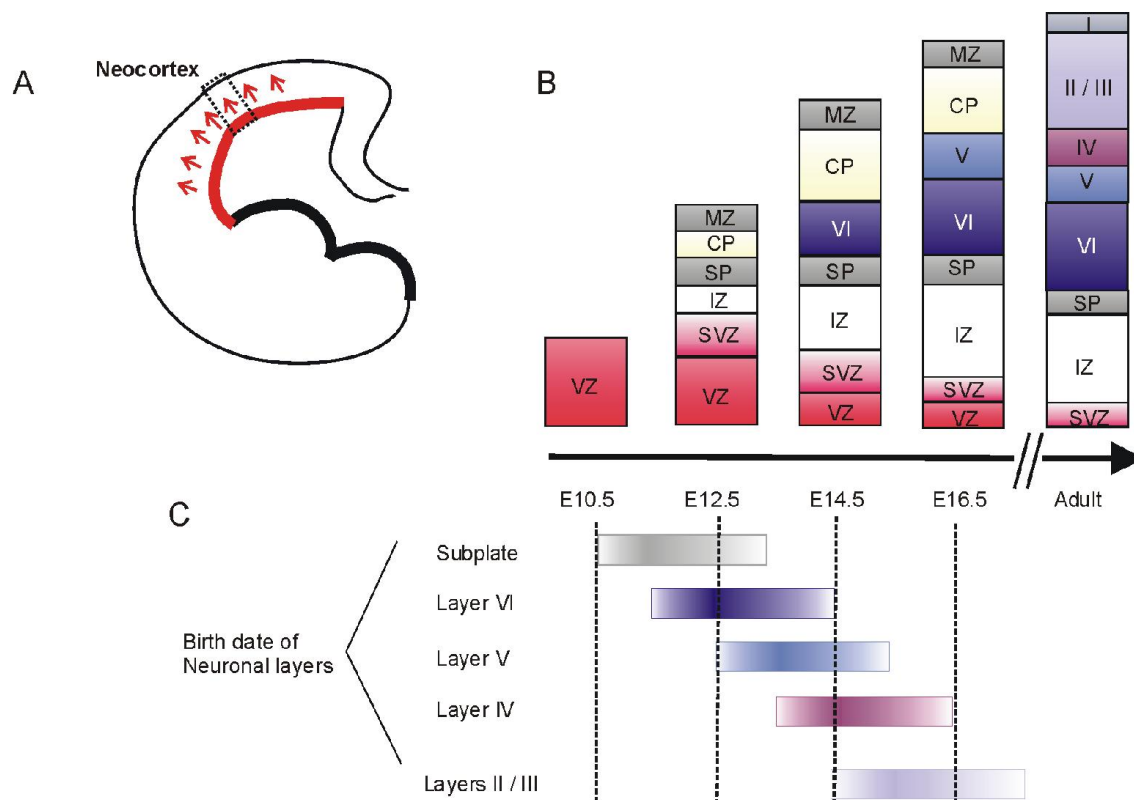 A
Neocortex
B
VZ
MZ
CP
SP
IZ
SVZ
VZ
MZ
CP
VI
SP
IZ
SVZ
VZ
MZ
CP
V
VI
SP
IZ
SVZ
VZ
I
II / III
IV
V
VI
SP
IZ
SVZ
E10.5 E12.5 E14.5 E16.5 Adult
C
Birth date of
Neuronal layers
Subplate
Layer VI
Layer V
Layer IV
Layers II / III